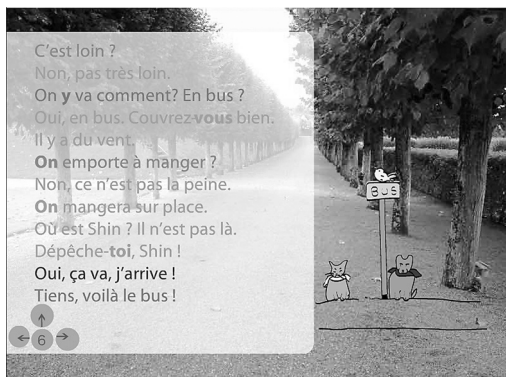 C'est loin ?
Non, pas très loin.
On y va comment? En bus ?
Oui, en bus. Couvrez-vous bien.
Il y a du vent.
On emporte à manger ?
Non, ce n'est pas la peine.
On mangera sur place.
Où est Shin ? Il n'est pas là.
Dépêche-toi, Shin !
Oui, ça va, j'arrive !
Tiens, voilà le bus !
6
BUS